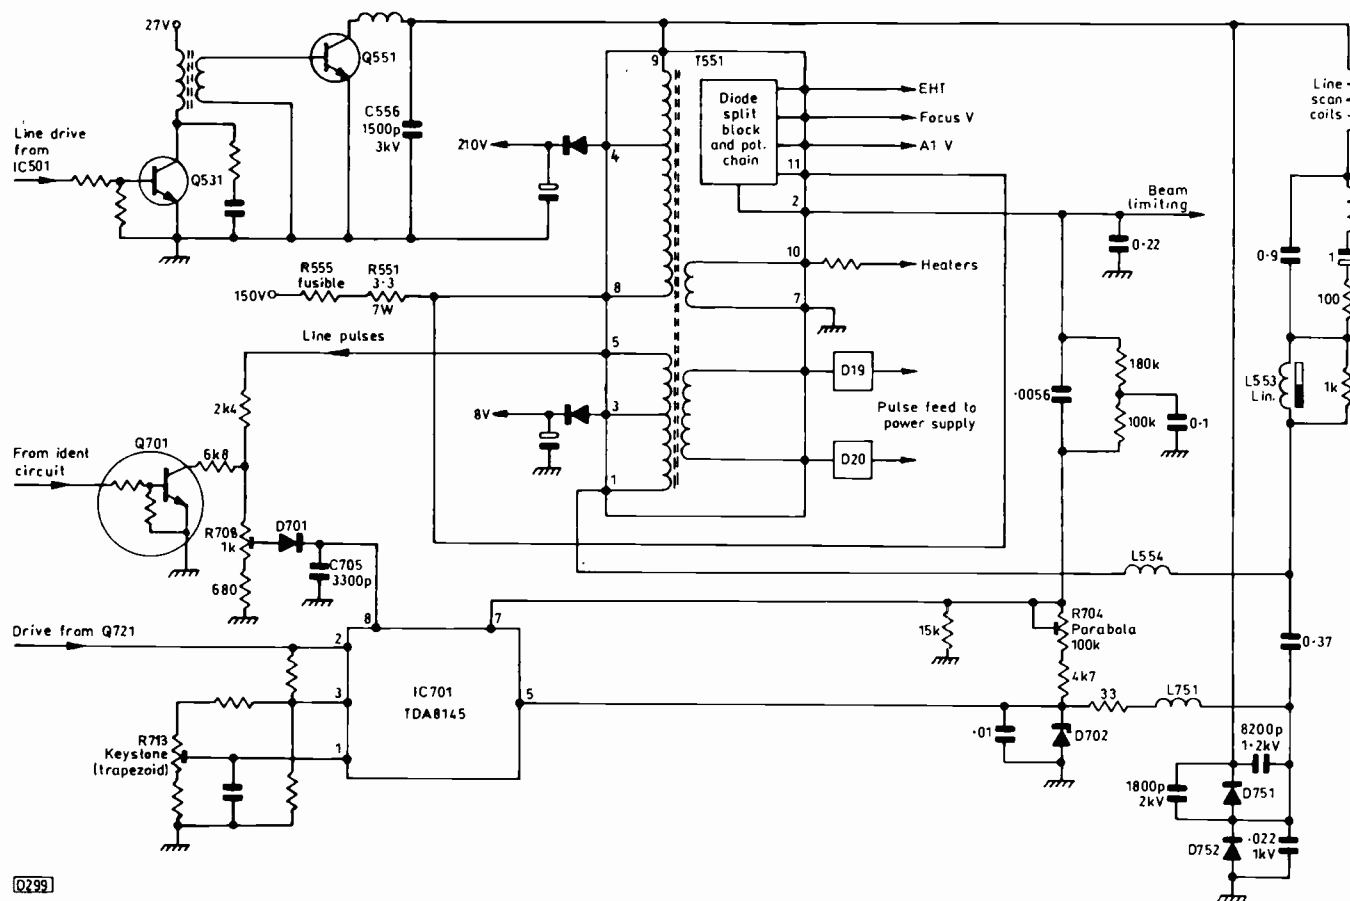 27V
Q551
C556
1500p
3kV
Line drive
from
IC501
Q531
9
T551
Diode
split
block
and pot.
chain
EHT
Focus V
A1 V
11
2
210V
4
Line
scan
coils
Beam
limiting
0·22
0·9
1
100
10
Heaters
7
R555
fusible
R551
3·3
7W
150V
8
Line pulses
5
2k4
8V
3
D19
Pulse feed to
power supply
D20
1
·0056
180k
100k
0·1
L553
Lin.
1k
From ident
circuit
Q701
6k8
R708
1k
680
D701
C705
3300p
L554
8
7
15k
R704
Parabola
100k
4k7
0·37
Drive from Q721
2
3
1
IC701
TDA8145
5
R713
Keystone
(trapezoid)
·01
D702
33
L751
8200p
1·2kV
1800p
2kV
D751
D752
·022
1kV
D299